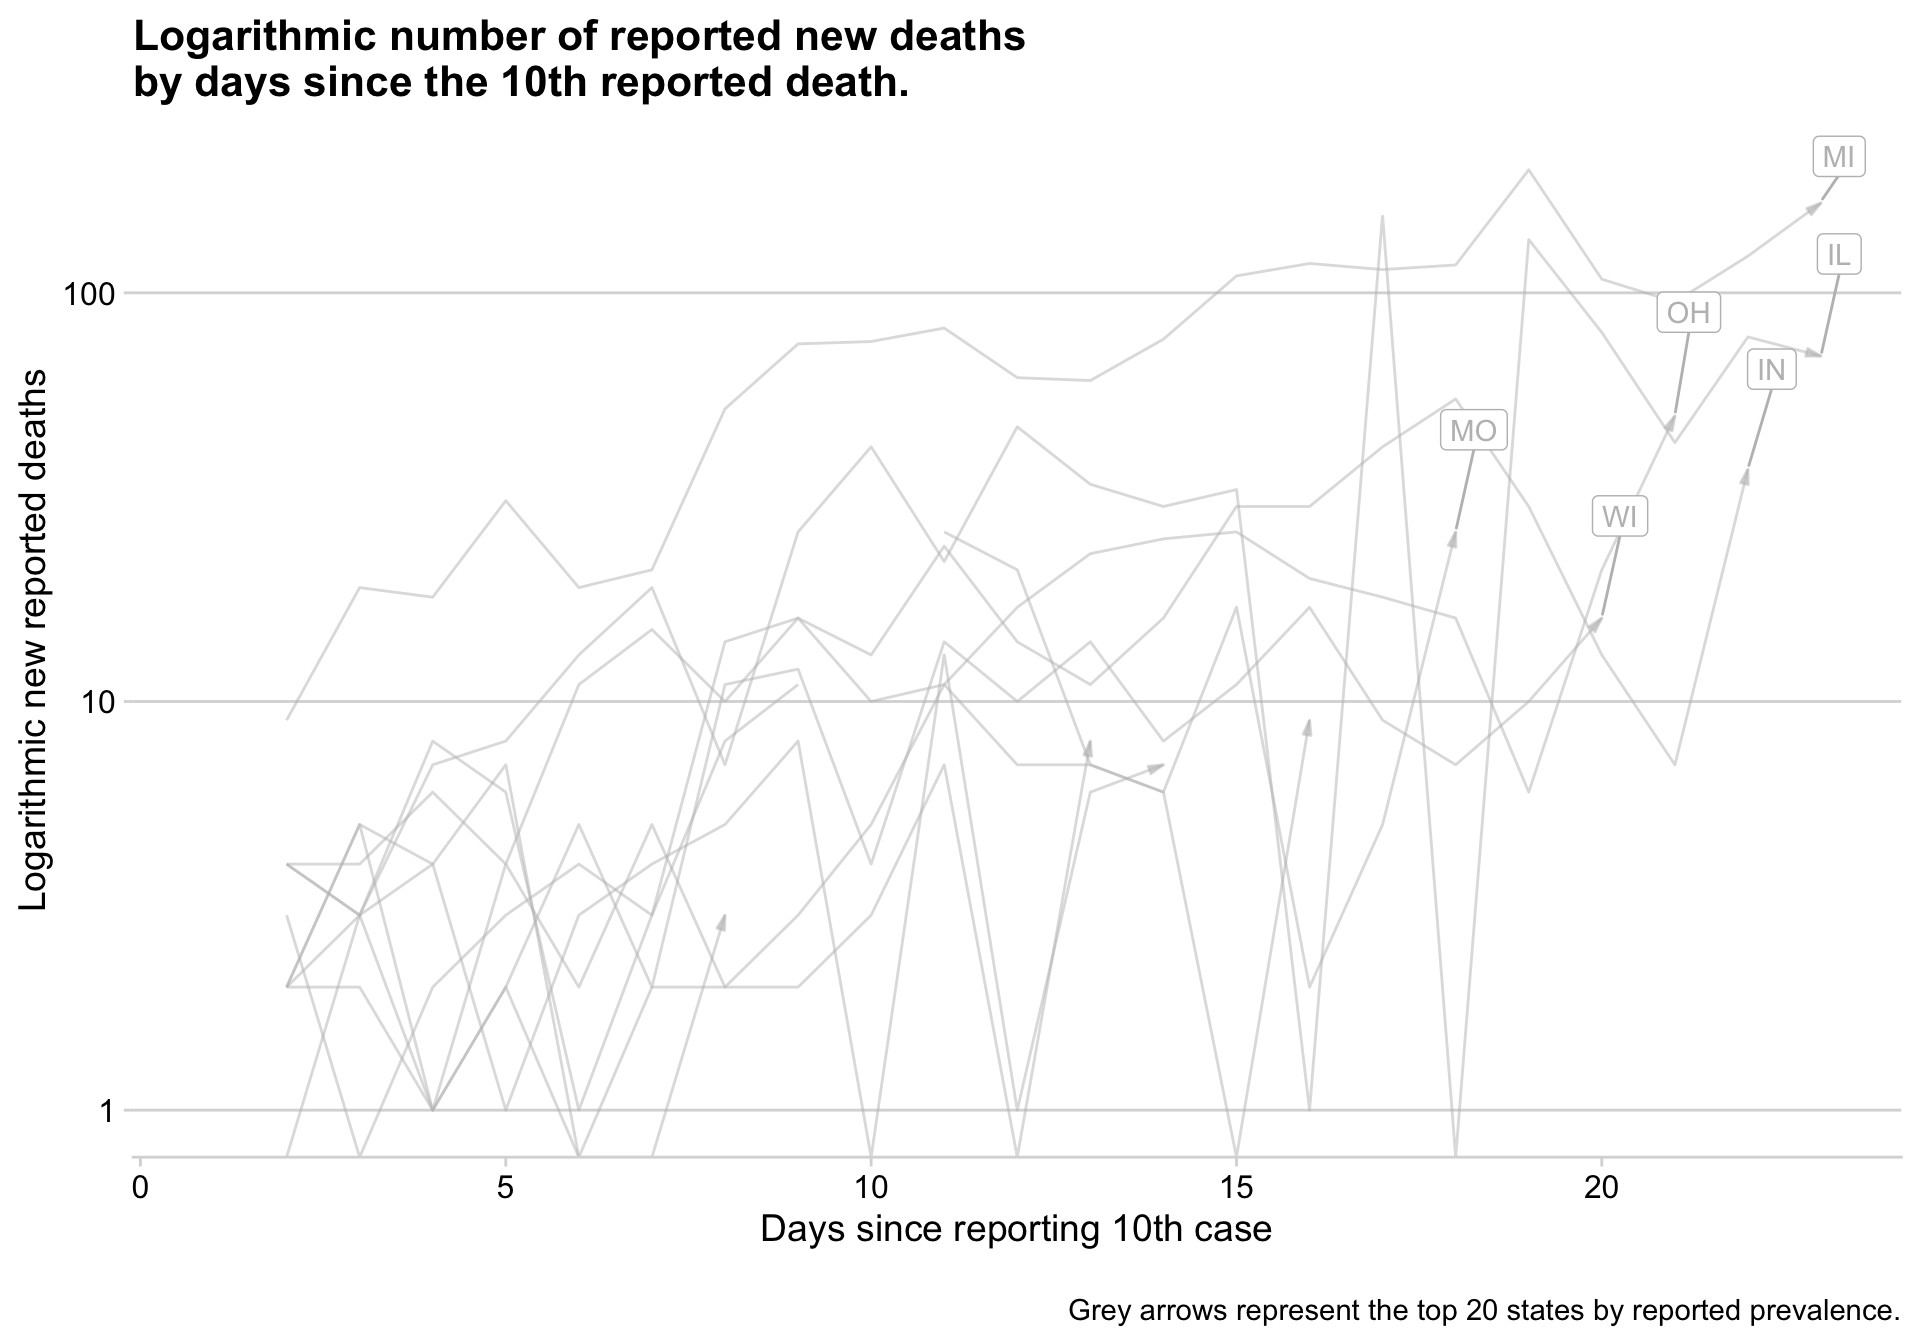 Logarithmic number of reported new deaths
by days since the 10th reported death.
MI
IL
100
OH
IN
MO
WI
10
1
Logarithmic new reported deaths
0 5 10 15 20
Days since reporting 10th case
Grey arrows represent the top 20 states by reported prevalence.